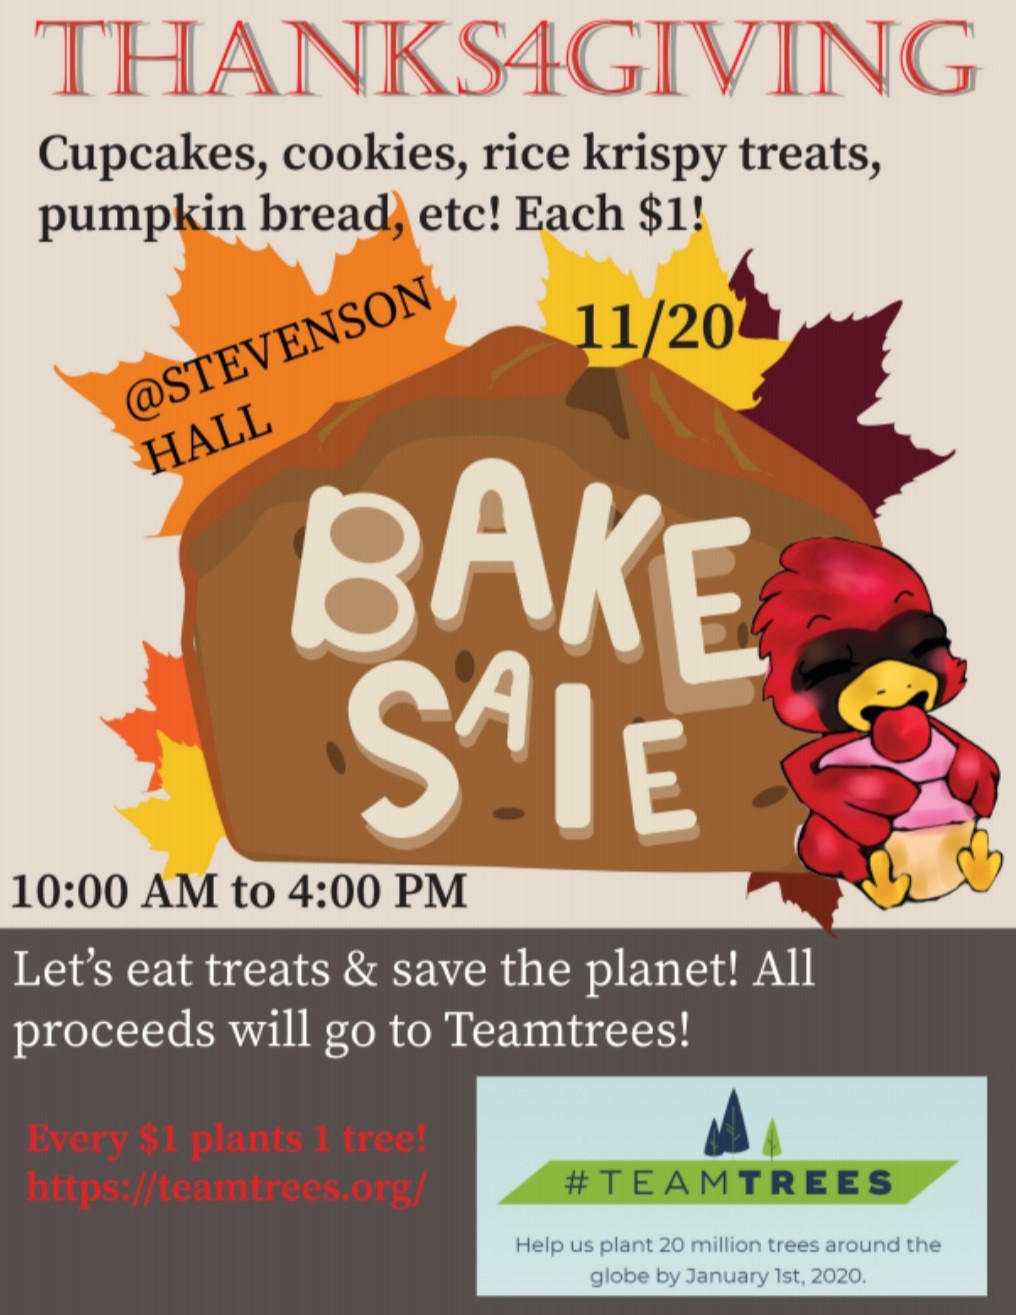 THANKS4GIVING
Cupcakes, cookies, rice krispy treats,
pumpkin bread, etc! Each $1!
@STEVENSON
HALL
11/20
BAKE
SALE
10:00 AM to 4:00 PM
Let's eat treats & save the planet! All
proceeds will go to Teamtrees!
Every $1 plants 1 tree!
https://teamtrees.org/
#TEAMTREES
Help us plant 20 million trees around the
globe by January 1st, 2020.